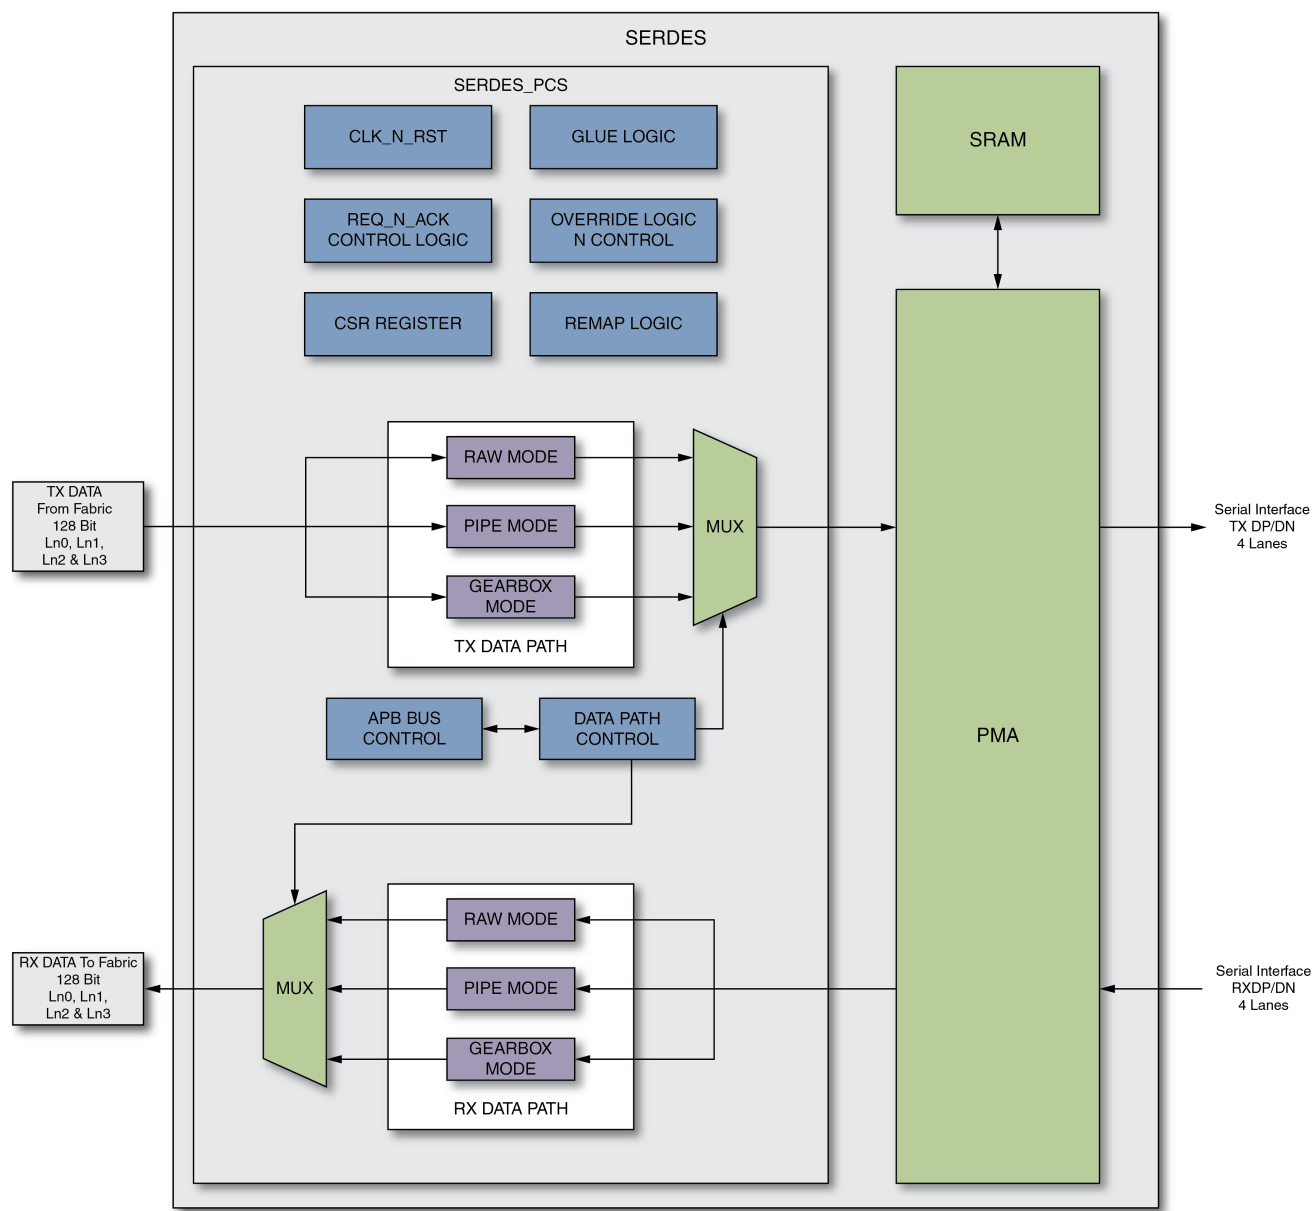 SERDES
SERDES_PCS
CLK_N_RST
GLUE LOGIC
SRAM
REQ_N_ACK
CONTROL LOGIC
OVERRIDE LOGIC
N CONTROL
CSR REGISTER
REMAP LOGIC
RAW MODE
PIPE MODE
GEARBOX
MODE
TX DATA PATH
MUX
TX DATA
From Fabric
128 Bit
Ln0, Ln1,
Ln2 & Ln3
Serial Interface
TX DP/DN
4 Lanes
APB BUS
CONTROL
DATA PATH
CONTROL
PMA
RAW MODE
PIPE MODE
GEARBOX
MODE
RX DATA PATH
MUX
RX DATA To Fabric
128 Bit
Ln0, Ln1,
Ln2 & Ln3
Serial Interface
RXDP/DN
4 Lanes